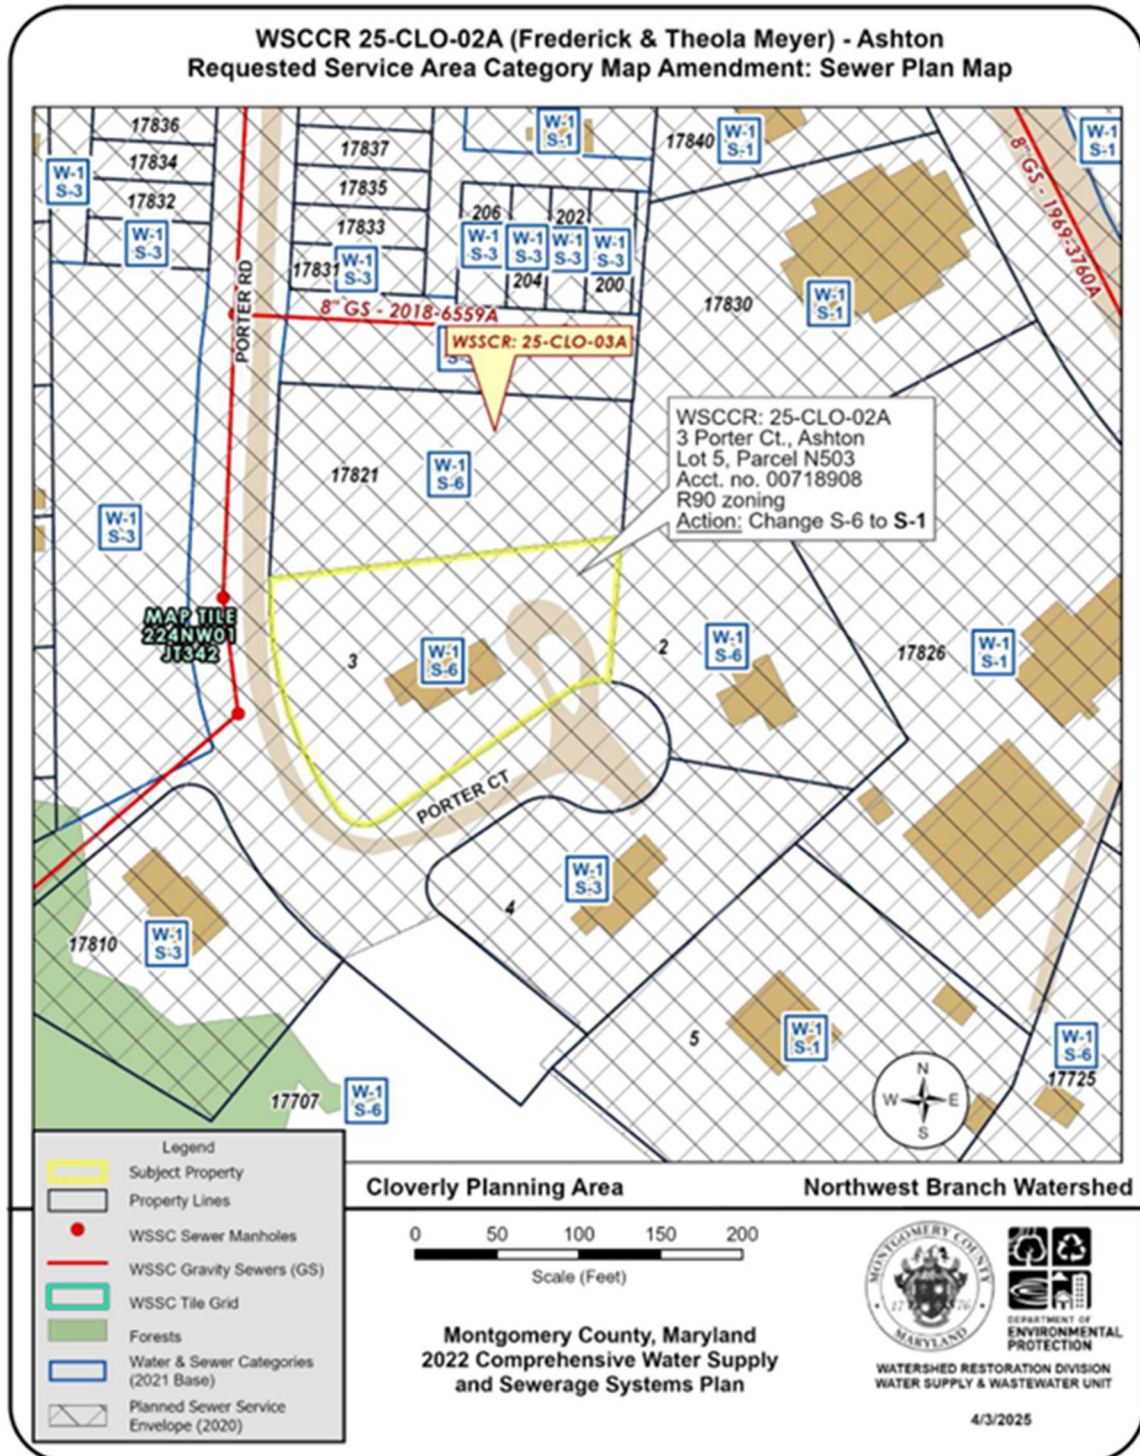 WSCCR 25-CLO-02A (Frederick & Theola Meyer) - Ashton
Requested Service Area Category Map Amendment: Sewer Plan Map
17836
17834
17832
W-1
S-3
W-1
S-3
17837
17835
17833
17831
W-1
S-3
W-1
S-1
206
202
W-1
S-3
W-1
S-3
W-1
S-3
W-1
S-3
204
200
17840
W-1
S-1
8" GS - 1969-3760A
W-1
S-1
17830
W-1
S-1
PORTER RD
8" GS - 2018-6559A
WSSCR: 25-CLO-03A
WSCCR: 25-CLO-02A
3 Porter Ct., Ashton
Lot 5, Parcel N503
Acct. no. 00718908
R90 zoning
Action: Change S-6 to S-1
17821
W-1
S-6
W-1
S-3
MAP TILE
224NW01
JT342
3
W-1
S-6
2
W-1
S-6
17826
W-1
S-1
PORTER CT
W-1
S-3
4
17810
W-1
S-3
5
W-1
S-1
W-1
S-6
17725
17707
W-1
S-6
N
W E
S
Legend
Subject Property
Property Lines
WSSC Sewer Manholes
WSSC Gravity Sewers (GS)
WSSC Tile Grid
Forests
Water & Sewer Categories
(2021 Base)
Planned Sewer Service
Envelope (2020)
Cloverly Planning Area
Northwest Branch Watershed
0 50 100 150 200
Scale (Feet)
Montgomery County, Maryland
2022 Comprehensive Water Supply
and Sewerage Systems Plan
MONTGOMERY COUNTY
MARYLAND
DEPARTMENT OF
ENVIRONMENTAL
PROTECTION
WATERSHED RESTORATION DIVISION
WATER SUPPLY & WASTEWATER UNIT
4/3/2025